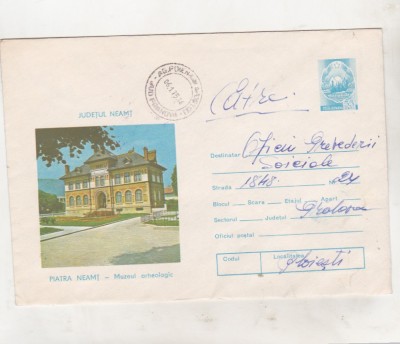 JUDEȚUL NEAMȚ
Către
Destinatar Oficiul Prevederii
Sociale
Strada 1848 Nr. 24
Blocul Scara Etajul Apart
Sectorul Județul Prahova
Oficiul poștal
Codul Localitatea Ploiești
PIATRA NEAMȚ – Muzeul arheologic